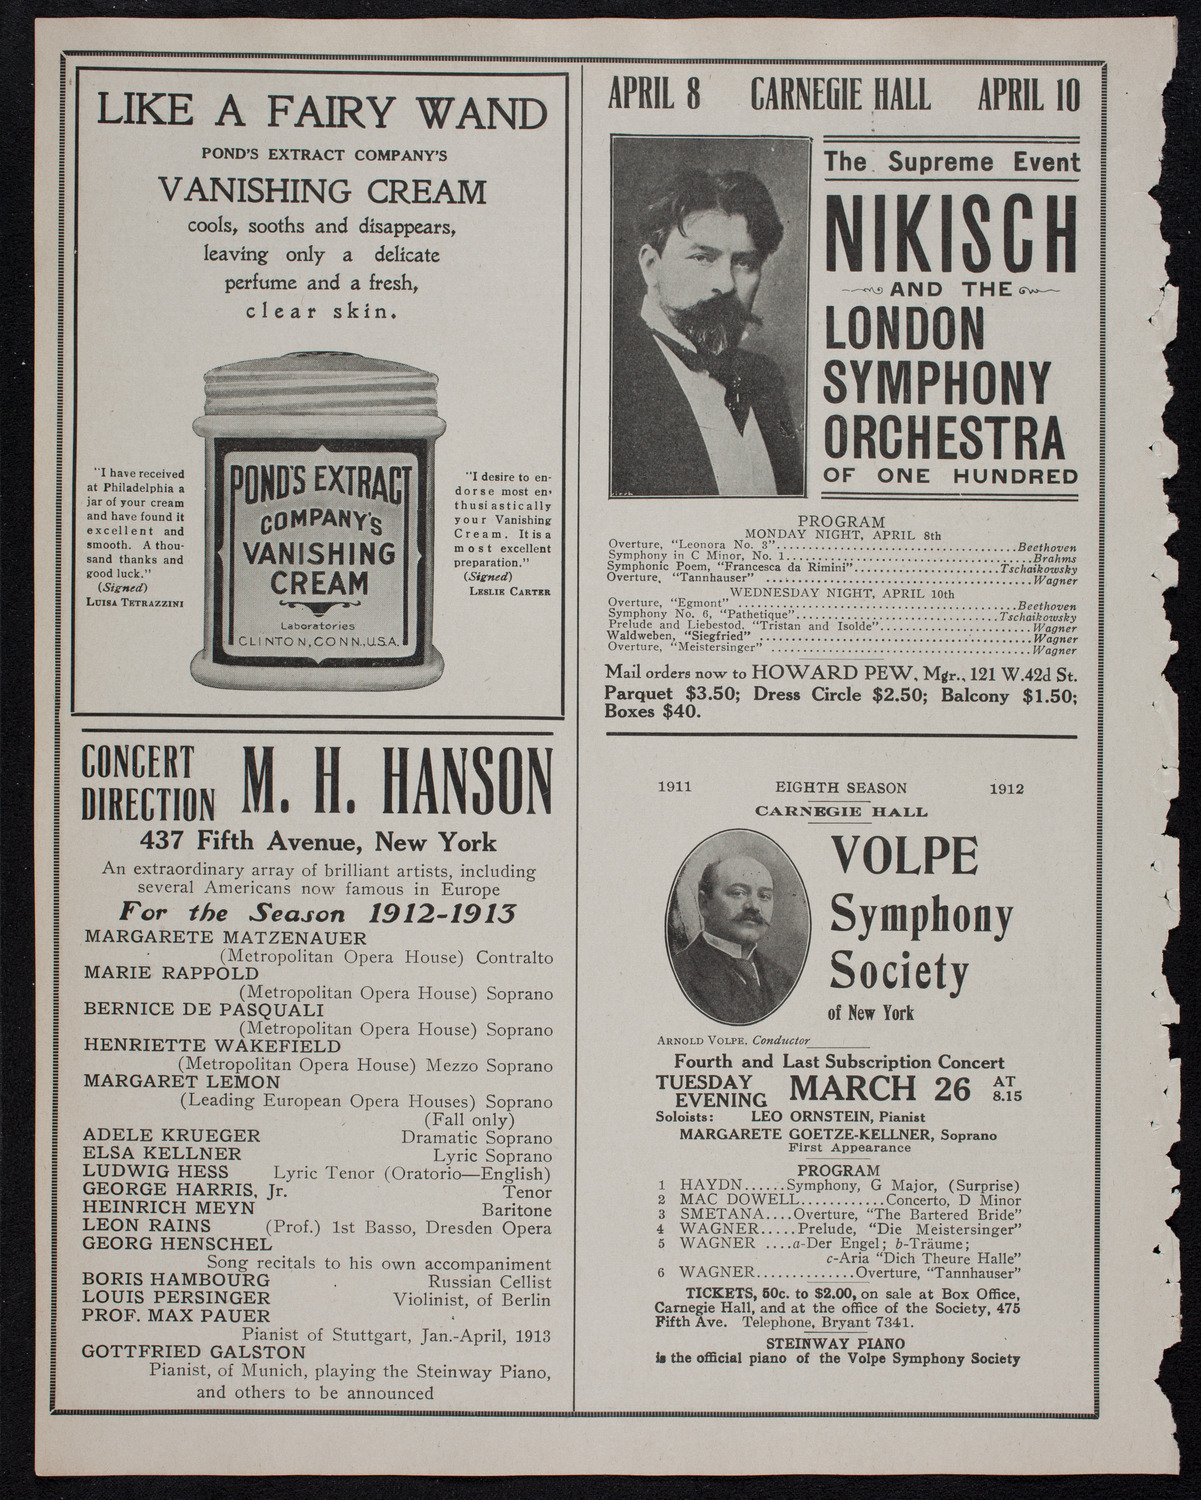 LIKE A FAIRY WAND
POND'S EXTRACT COMPANY'S
VANISHING CREAM
cools, sooths and disappears,
leaving only a delicate
perfume and a fresh,
clear skin.
"I have received
at Philadelphia a
jar of your cream
and have found it
excellent and
smooth. A thou-
sand thanks and
good luck."
(Signed)
LUISA TETRAZZINI
POND'S EXTRACT
COMPANY'S
VANISHING
CREAM
Laboratories
CLINTON, CONN., U.S.A.
"I desire to en-
dorse most en-
thusiastically
your Vanishing
Cream. It is a
most excellent
preparation."
(Signed)
LESLIE CARTER
CONCERT DIRECTION M. H. HANSON
437 Fifth Avenue, New York
An extraordinary array of brilliant artists, including
several Americans now famous in Europe
For the Season 1912-1913
MARGARETE MATZENAUER
(Metropolitan Opera House) Contralto
MARIE RAPPOLD
(Metropolitan Opera House) Soprano
BERNICE DE PASQUALI
(Metropolitan Opera House) Soprano
HENRIETTE WAKEFIELD
(Metropolitan Opera House) Mezzo Soprano
MARGARET LEMON
(Leading European Opera Houses) Soprano
(Fall only)
ADELE KRUEGER Dramatic Soprano
ELSA KELLNER Lyric Soprano
LUDWIG HESS Lyric Tenor (Oratorio—English)
GEORGE HARRIS, Jr. Tenor
HEINRICH MEYN Baritone
LEON RAINS (Prof.) 1st Basso, Dresden Opera
GEORG HENSCHEL
Song recitals to his own accompaniment
BORIS HAMBOURG Russian Cellist
LOUIS PERSINGER Violinist, of Berlin
PROF. MAX PAUER
Pianist of Stuttgart, Jan.-April, 1913
GOTTFRIED GALSTON
Pianist, of Munich, playing the Steinway Piano,
and others to be announced
APRIL 8 CARNEGIE HALL APRIL 10
The Supreme Event
NIKISCH
AND THE
LONDON
SYMPHONY
ORCHESTRA
OF ONE HUNDRED
PROGRAM
MONDAY NIGHT, APRIL 8th
Overture, "Leonora No. 3"..............................Beethoven
Symphony in C Minor, No. 1..............................Brahms
Symphonic Poem, "Francesca da Rimini"....................Tschaikowsky
Overture, "Tannhauser" ..............................Wagner
WEDNESDAY NIGHT, APRIL 10th
Overture, "Egmont" ..............................Beethoven
Symphony No. 6, "Pathetique"..............................Tschaikowsky
Prelude and Liebestod. "Tristan and Isolde"....................Wagner
Waldweben, "Siegfried" ..............................Wagner
Overture, "Meistersinger" ..............................Wagner
Mail orders now to HOWARD PEW, Mgr., 121 W.42d St.
Parquet $3.50; Dress Circle $2.50; Balcony $1.50;
Boxes $40.
1911 EIGHTH SEASON 1912
CARNEGIE HALL
VOLPE
Symphony
Society
of New York
ARNOLD VOLPE, Conductor
Fourth and Last Subscription Concert
TUESDAY EVENING MARCH 26 AT 8.15
Soloists: LEO ORNSTEIN, Pianist
MARGARETE GOETZE-KELLNER, Soprano
First Appearance
PROGRAM
1 HAYDN......Symphony, G Major, (Surprise)
2 MAC DOWELL...........Concerto, D Minor
3 SMETANA....Overture, "The Bartered Bride"
4 WAGNER.....Prelude, "Die Meistersinger"
5 WAGNER ....a-Der Engel; b-Träume;
c-Aria "Dich Theure Halle"
6 WAGNER..............Overture, "Tannhauser"
TICKETS, 50c. to $2.00, on sale at Box Office,
Carnegie Hall, and at the office of the Society, 475
Fifth Ave. Telephone, Bryant 7341.
STEINWAY PIANO
is the official piano of the Volpe Symphony Society